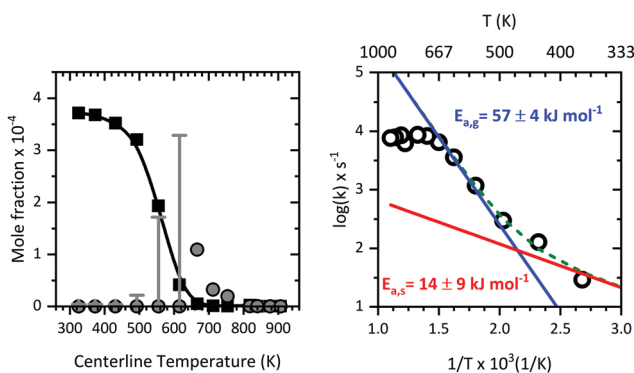 4
3
2
1
0
Mole fraction x 10⁻⁴
300 400 500 600 700 800 900
Centerline Temperature (K)
T (K)
1000 667 500 400 333
5
4
3
2
1
log(k) x s⁻¹
E_a,g = 57 ± 4 kJ mol⁻¹
E_a,s = 14 ± 9 kJ mol⁻¹
1.0 1.5 2.0 2.5 3.0
1/T x 10³(1/K)